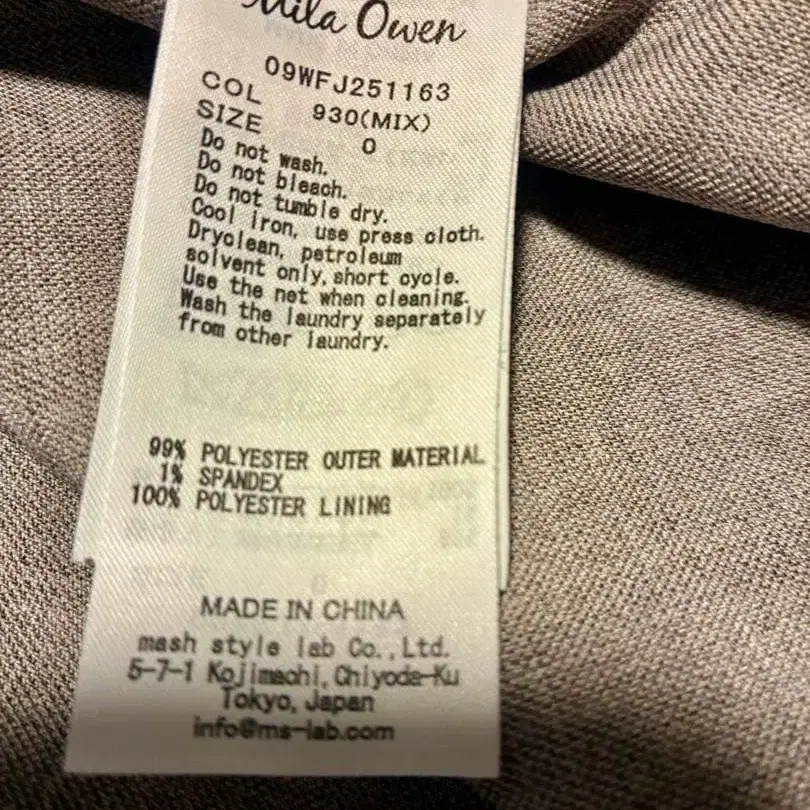 Mila Owen
09WFJ251163
COL 930(MIX)
SIZE 0
Do not wash.
Do not bleach.
Do not tumble dry.
Cool iron, use press cloth.
Dryclean, petroleum
solvent only, short cycle.
Use the net when cleaning.
Wash the laundry separately
from other laundry.
99% POLYESTER OUTER MATERIAL
1% SPANDEX
100% POLYESTER LINING
MADE IN CHINA
mash style lab Co., Ltd.
5-7-1 Kojimachi, Chiyoda-Ku
Tokyo, Japan
info@ms-lab.com